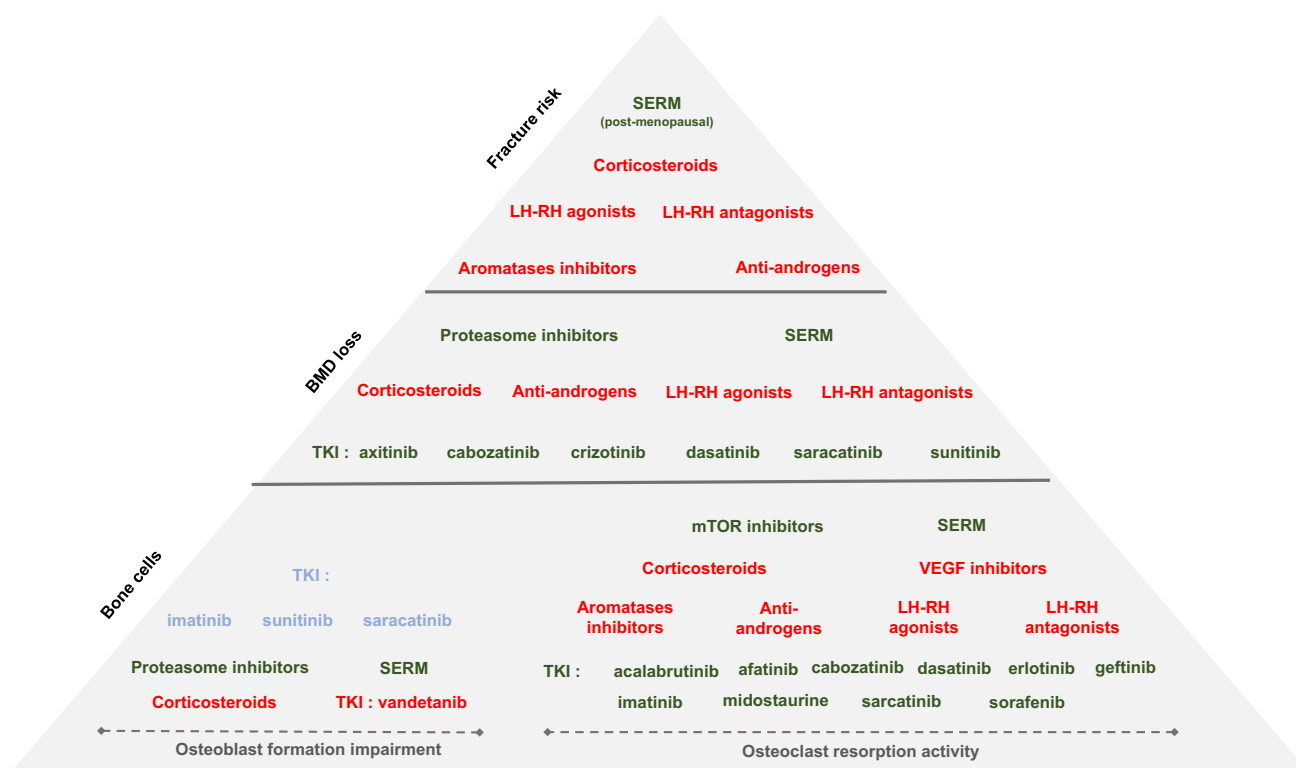 Fracture risk
SERM
(post-menopausal)
Corticosteroids
LH-RH agonists LH-RH antagonists
Aromatases inhibitors Anti-androgens
BMD loss
Proteasome inhibitors SERM
Corticosteroids Anti-androgens LH-RH agonists LH-RH antagonists
TKI : axitinib cabozatinib crizotinib dasatinib saracatinib sunitinib
Bone cells
TKI :
imatinib sunitinib saracatinib
Proteasome inhibitors SERM
Corticosteroids TKI : vandetanib
Osteoblast formation impairment
mTOR inhibitors SERM
Corticosteroids VEGF inhibitors
Aromatases inhibitors
Anti-androgens
LH-RH agonists
LH-RH antagonists
TKI : acalabrutinib afatinib cabozatinib dasatinib erlotinib geftinib
imatinib midostaurine sarcatinib sorafenib
Osteoclast resorption activity